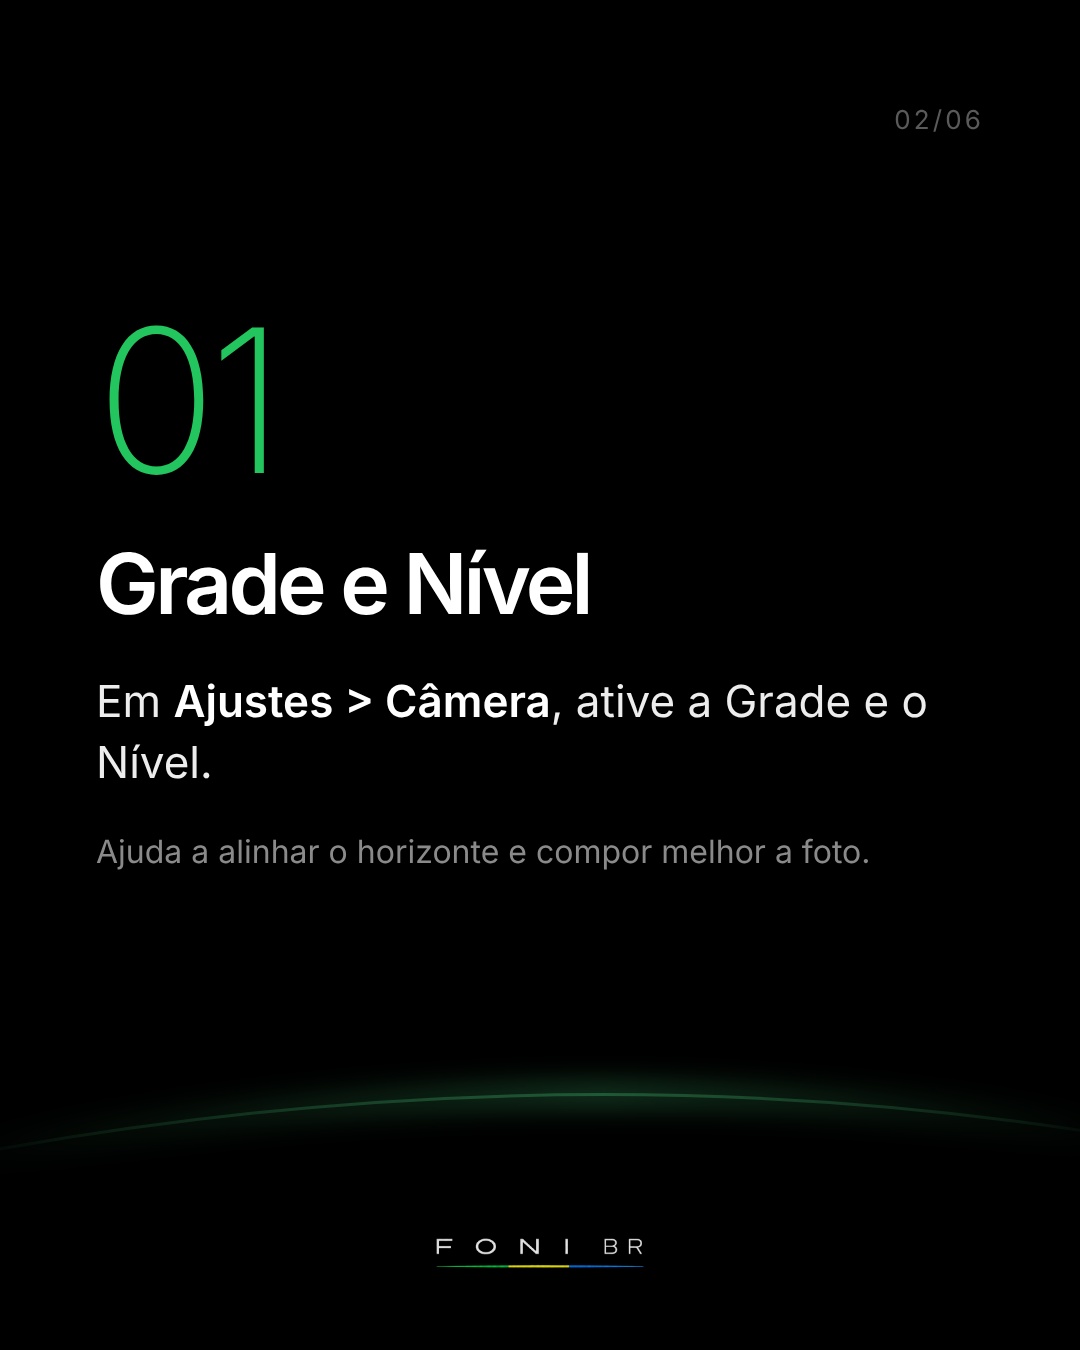 02/06
01
Grade e Nível
Em Ajustes > Câmera, ative a Grade e o
Nível.
Ajuda a alinhar o horizonte e compor melhor a foto.
FONI BR